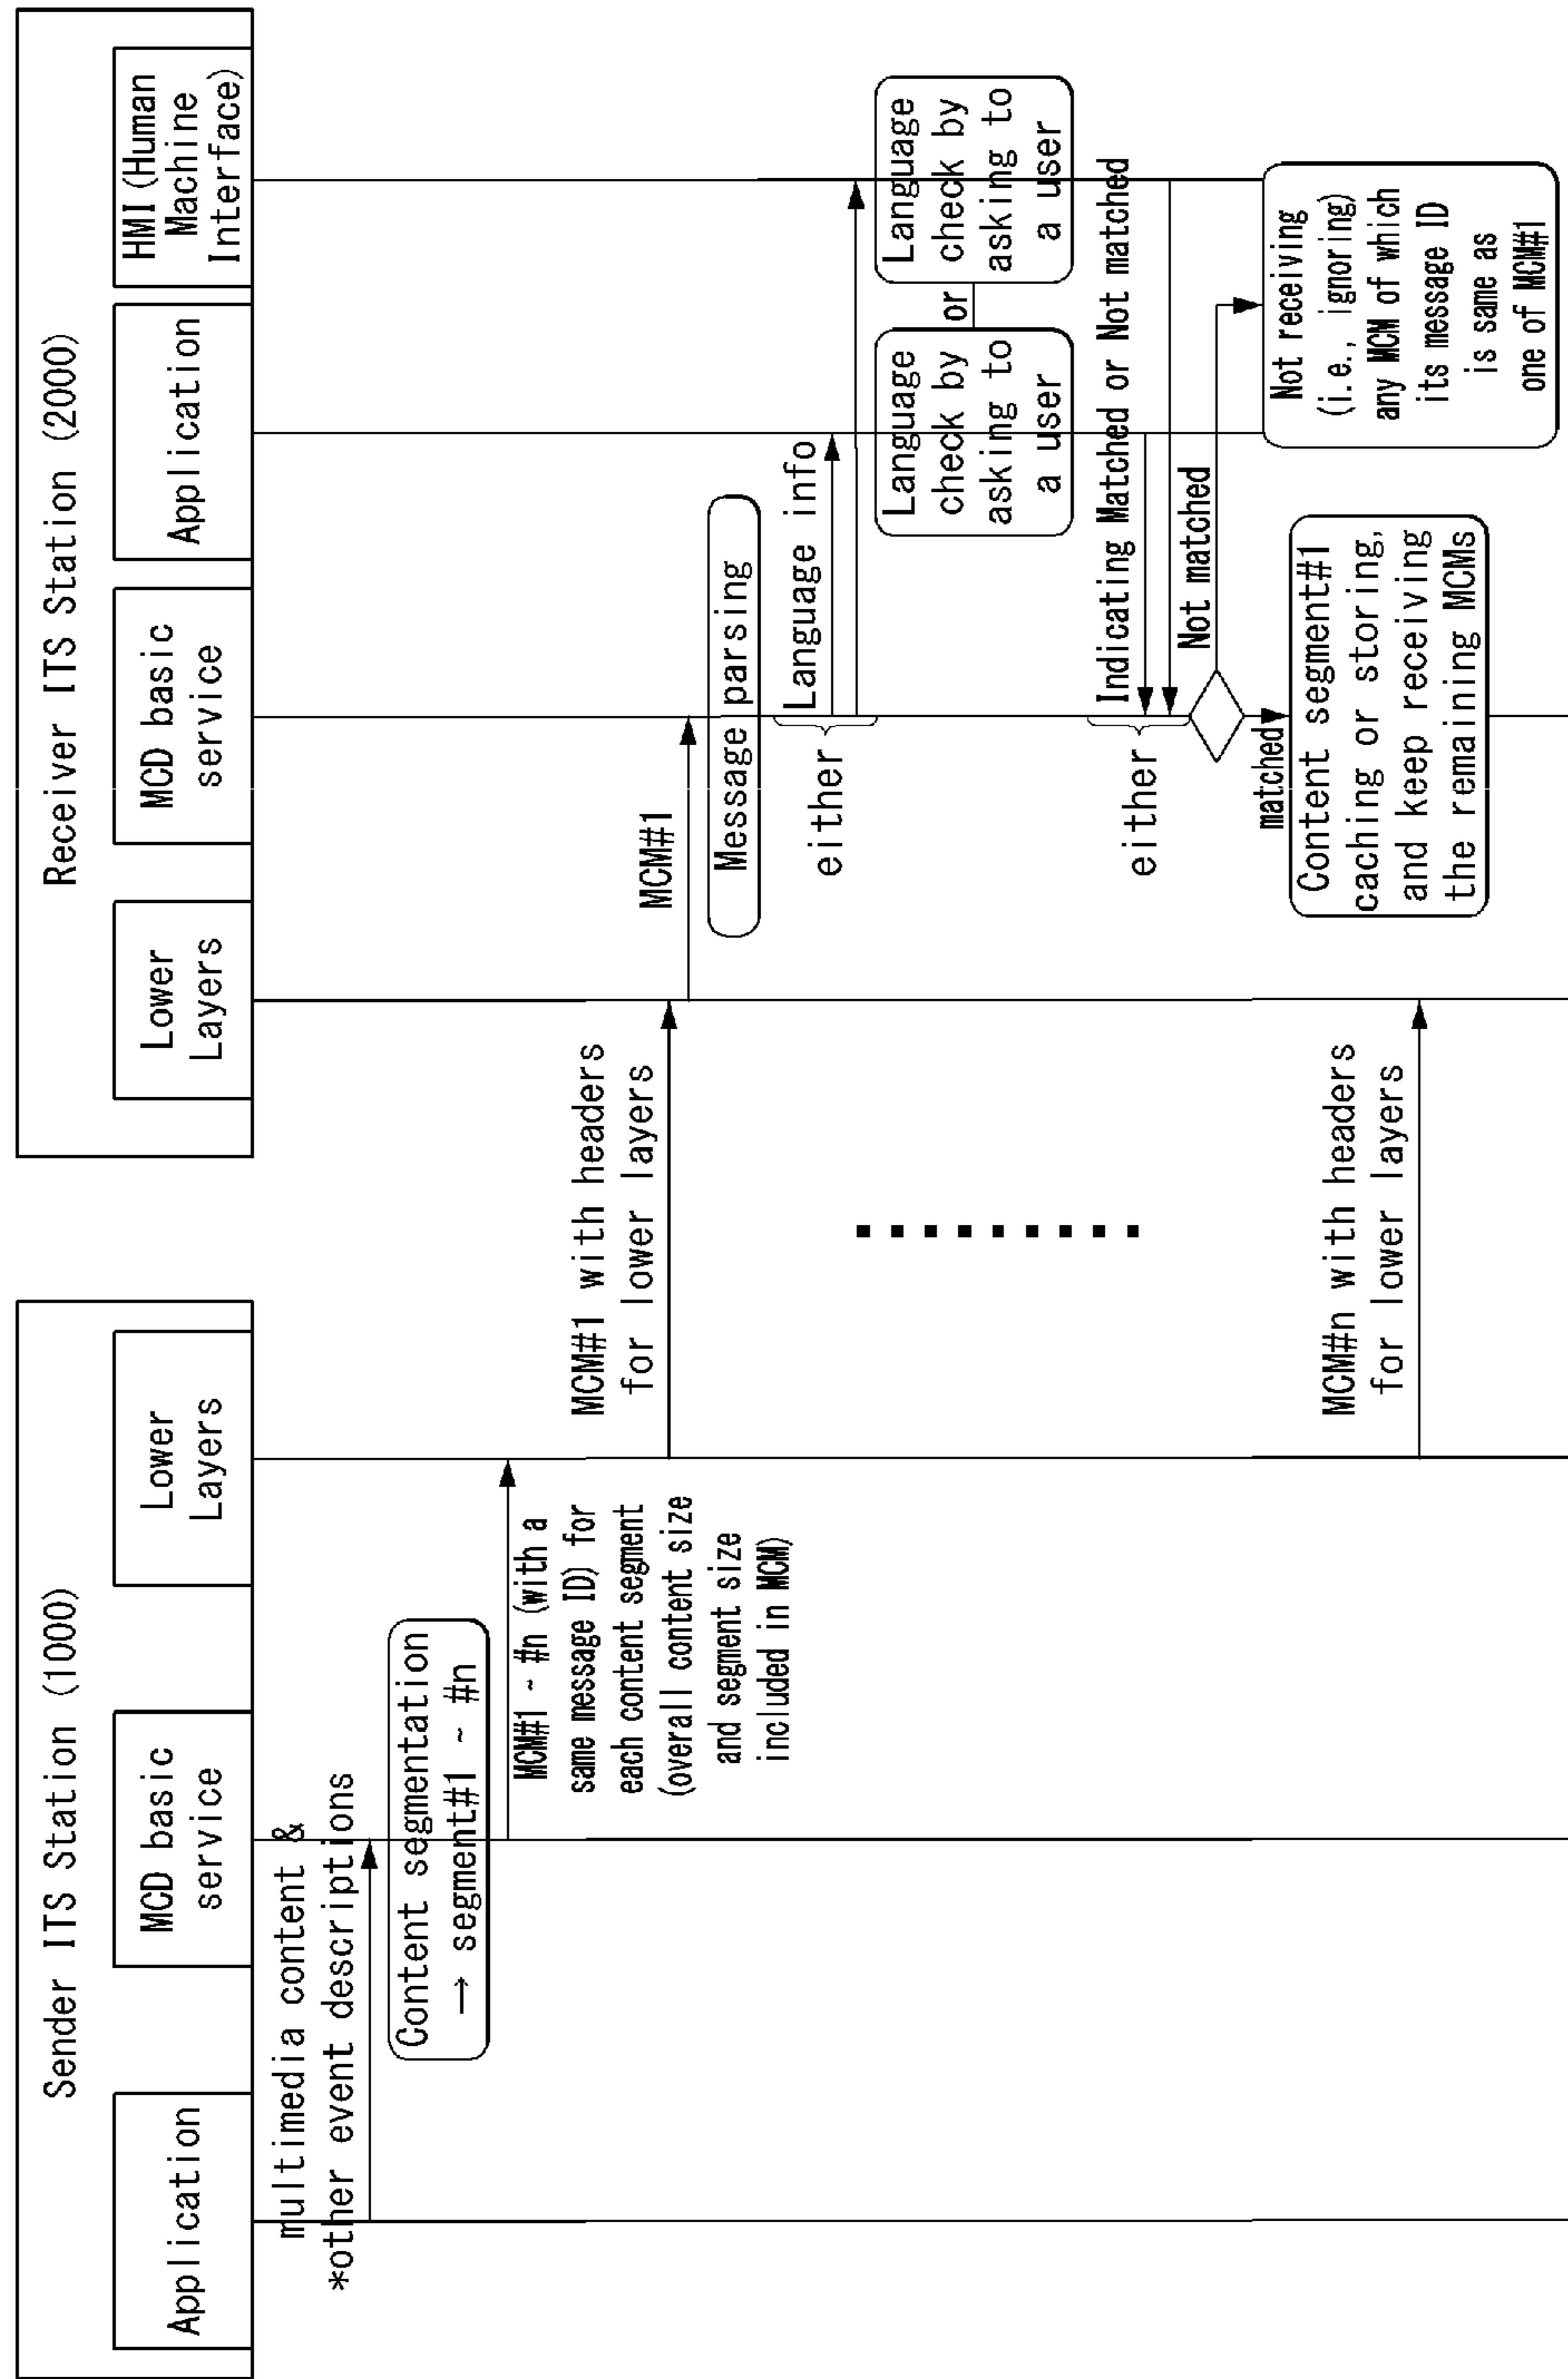 Sender ITS Station (1000)
Application
MCD basic
service
Lower
Layers
Receiver ITS Station (2000)
Lower
Layers
MCD basic
service
Application
HMI (Human
Machine
Interface)
multimedia content &
*other event descriptions
Content segmentation
→ segment#1 ~ #n
MCM#1 ~ #n (with a
same message ID) for
each content segment
(overall content size
and segment size
included in MCM)
MCM#1 with headers
for lower layers
MCM#1
Message parsing
either
Language info
Language
check by
asking to
a user
or
Language
check by
asking to
a user
either
Indicating Matched or Not matched
Not matched
matched
Content segment#1
caching or storing,
and keep receiving
the remaining MCMs
Not receiving
(i.e., ignoring)
any MCM of which
its message ID
is same as
one of MCM#1
MCM#n with headers
for lower layers